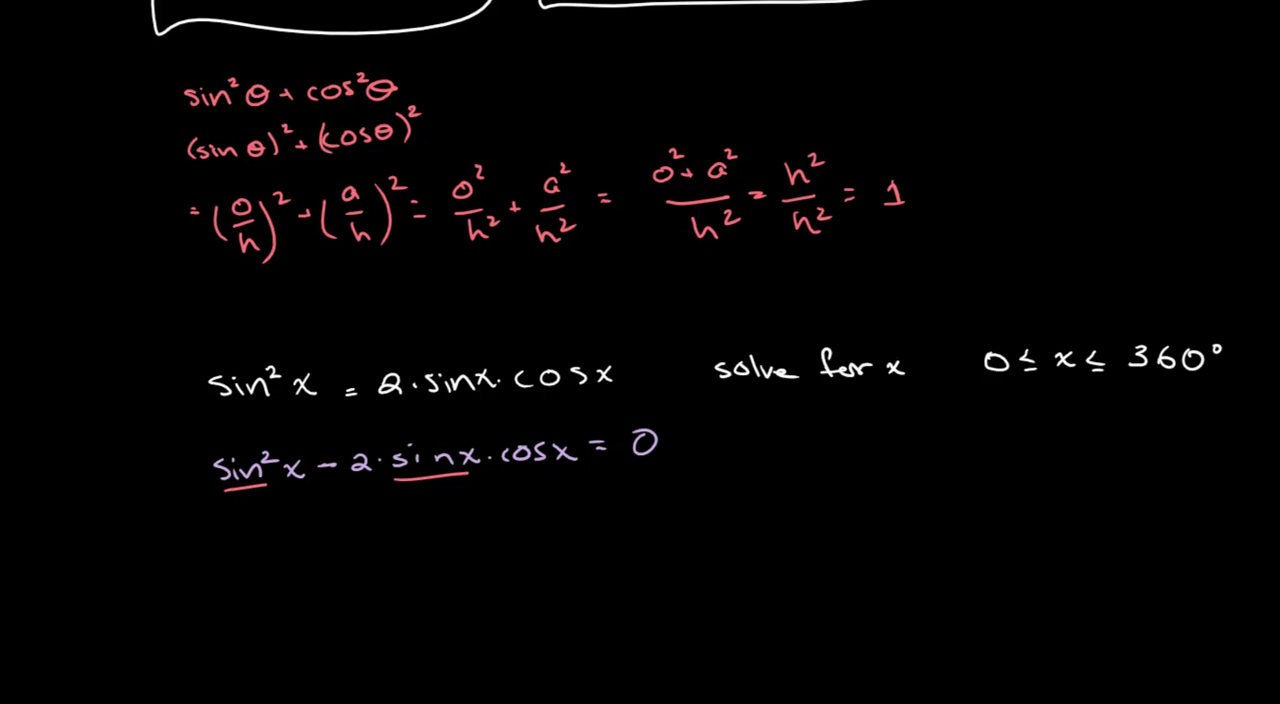 sin²θ + cos²θ
(sin θ)² + (cosθ)²
= (o/h)² + (a/h)² = o²/h² + a²/h² = (o² + a²)/h² = h²/h² = 1
sin²x = 2·sinx·cosx solve for x 0 ≤ x ≤ 360°
sin²x − 2·sinx·cosx = 0